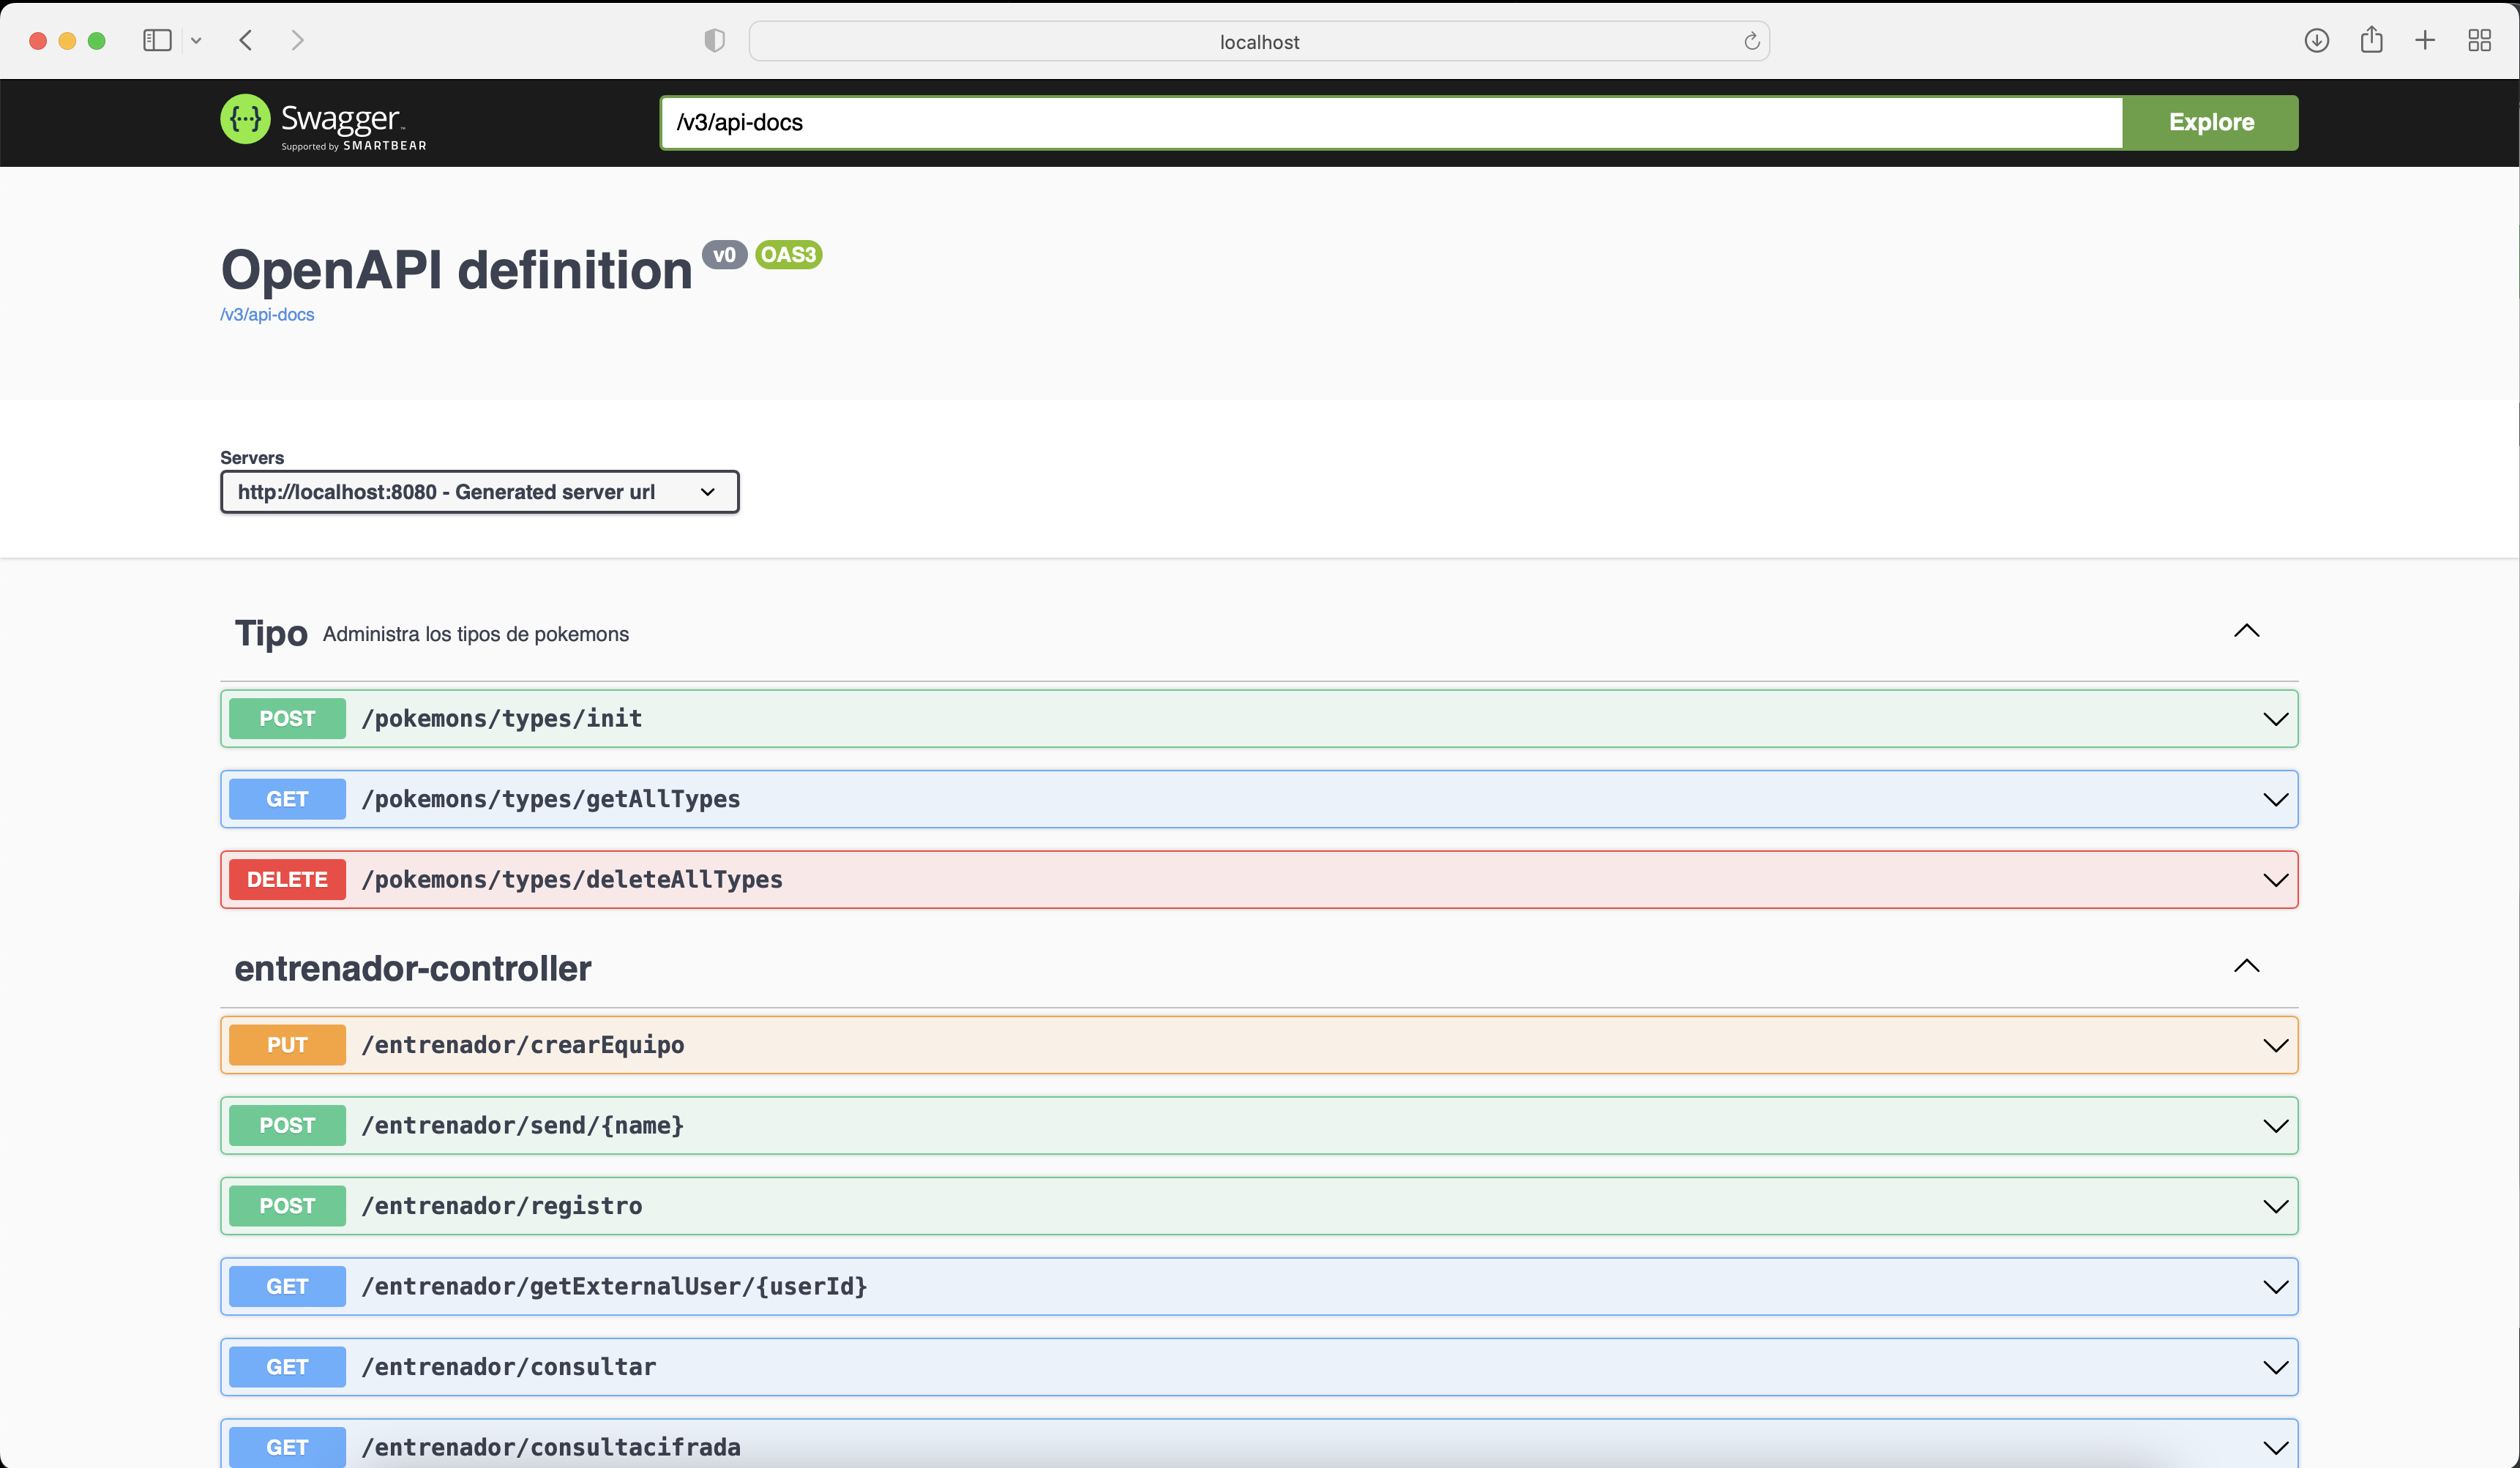 localhost
Swagger
Supported by SMARTBEAR
/v3/api-docs
Explore
OpenAPI definition v0 OAS3
/v3/api-docs
Servers
http://localhost:8080 - Generated server url
Tipo Administra los tipos de pokemons
POST /pokemons/types/init
GET /pokemons/types/getAllTypes
DELETE /pokemons/types/deleteAllTypes
entrenador-controller
PUT /entrenador/crearEquipo
POST /entrenador/send/{name}
POST /entrenador/registro
GET /entrenador/getExternalUser/{userId}
GET /entrenador/consultar
GET /entrenador/consultacifrada